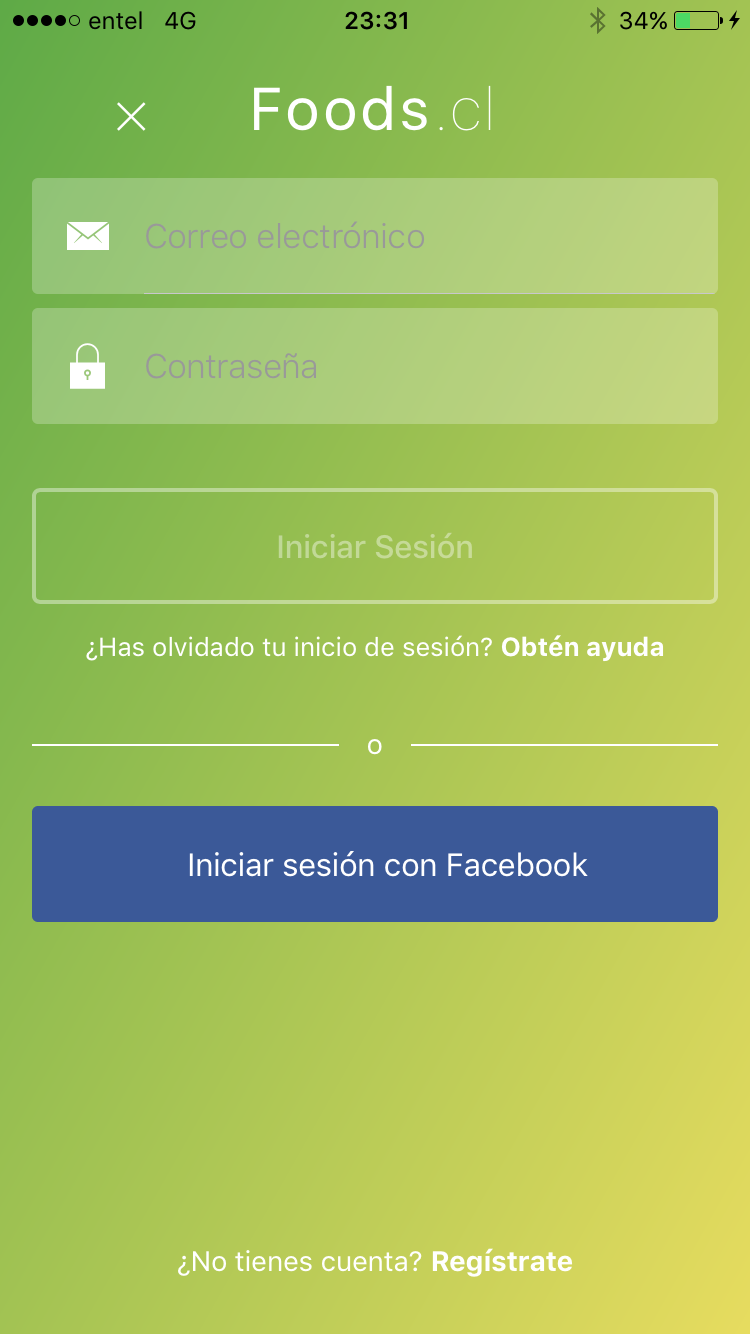 entel 4G 23:31 34%
Foods.cl
Correo electrónico
Contraseña
Iniciar Sesión
¿Has olvidado tu inicio de sesión? Obtén ayuda
o
Iniciar sesión con Facebook
¿No tienes cuenta? Regístrate